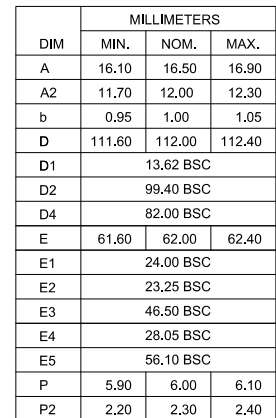 MILLIMETERS
DIM MIN. NOM. MAX.
A 16.10 16.50 16.90
A2 11.70 12.00 12.30
b 0.95 1.00 1.05
D 111.60 112.00 112.40
D1 13.62 BSC
D2 99.40 BSC
D4 82.00 BSC
E 61.60 62.00 62.40
E1 24.00 BSC
E2 23.25 BSC
E3 46.50 BSC
E4 28.05 BSC
E5 56.10 BSC
P 5.90 6.00 6.10
P2 2.20 2.30 2.40